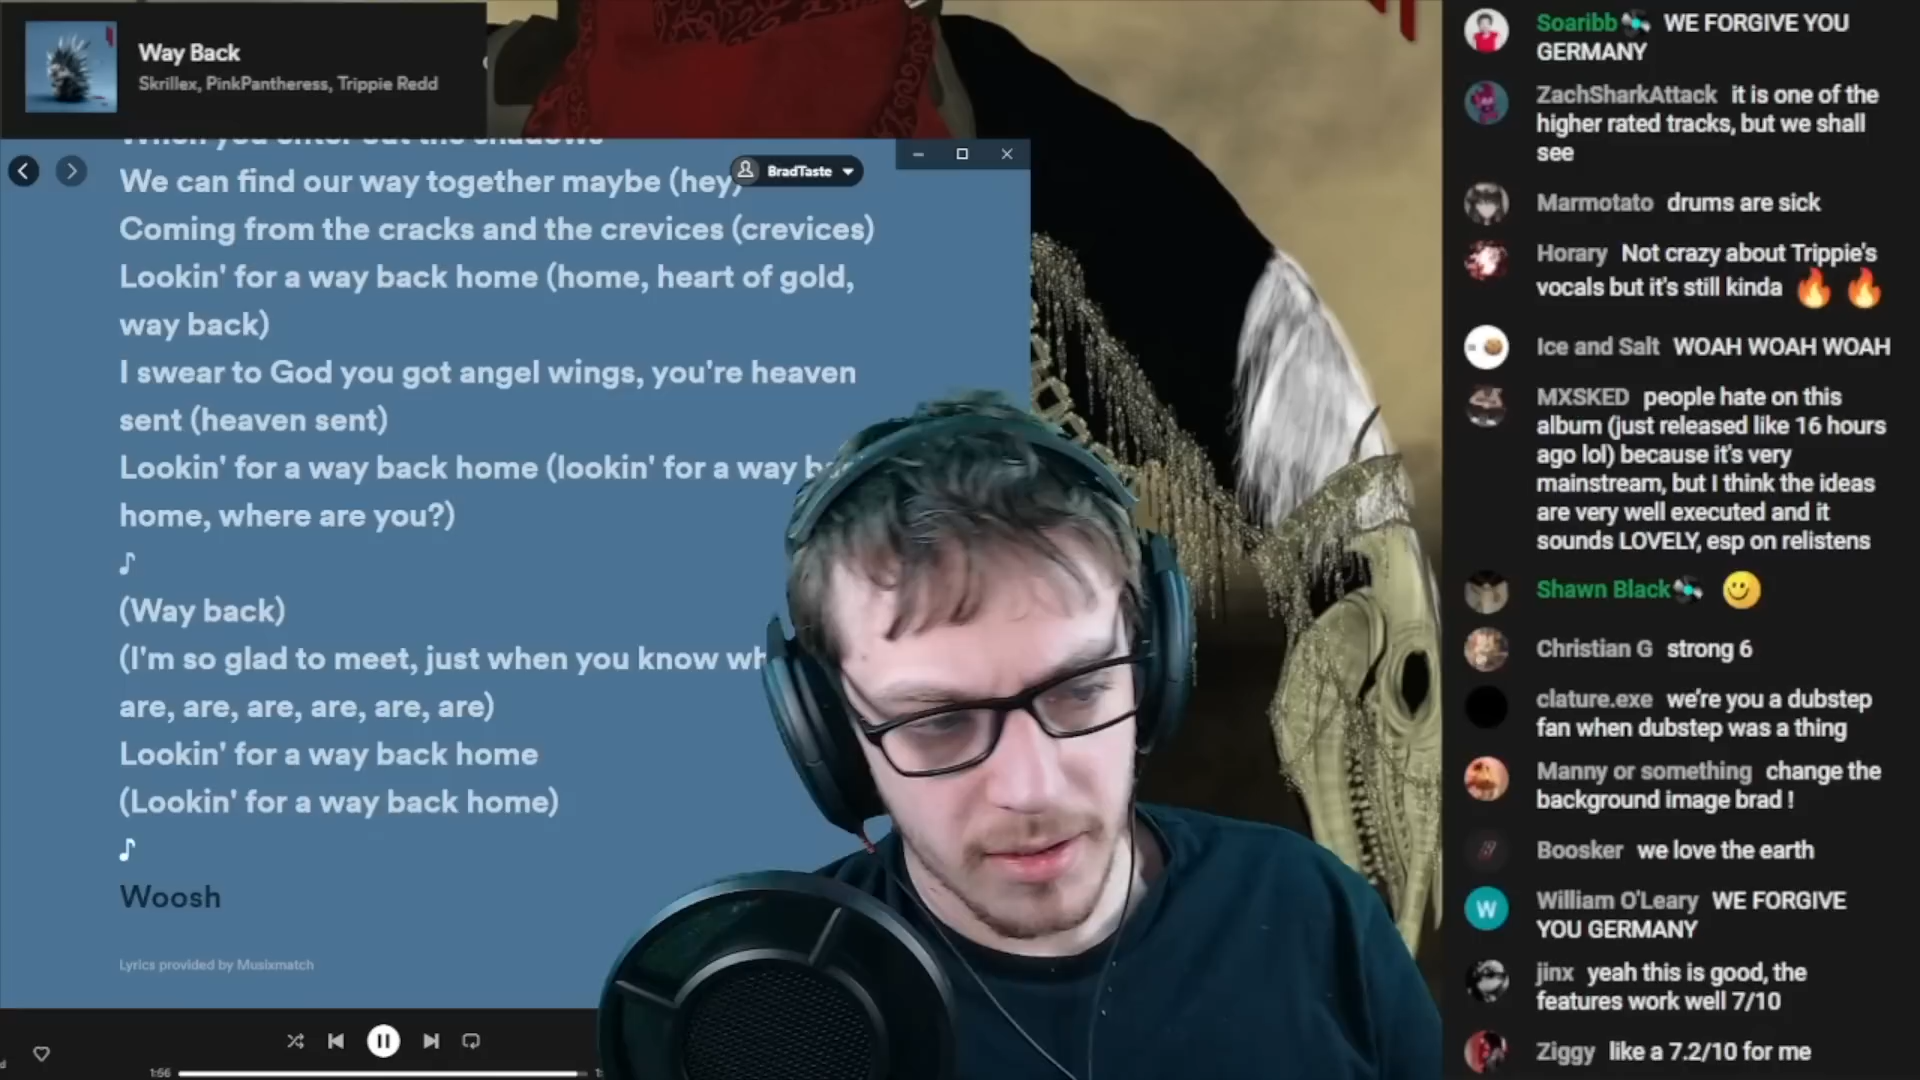 Way Back
Skrillex, PinkPantheress, Trippie Redd
BradTaste
We can find our way together maybe (hey)
Coming from the cracks and the crevices (crevices)
Lookin' for a way back home (home, heart of gold,
way back)
I swear to God you got angel wings, you're heaven
sent (heaven sent)
Lookin' for a way back home (lookin' for a way
home, where are you?)
♪
(Way back)
(I'm so glad to meet, just when you know
are, are, are, are, are, are)
Lookin' for a way back home
(Lookin' for a way back home)
♪
Woosh
Lyrics provided by Musixmatch
1:56
Soaribb WE FORGIVE YOU
GERMANY
ZachSharkAttack it is one of the
higher rated tracks, but we shall
see
Marmotato drums are sick
Horary Not crazy about Trippie's
vocals but it's still kinda 🔥 🔥
Ice and Salt WOAH WOAH WOAH
MXSKED people hate on this
album (just released like 16 hours
ago lol) because it's very
mainstream, but I think the ideas
are very well executed and it
sounds LOVELY, esp on relistens
Shawn Black 🙂
Christian G strong 6
clature.exe we're you a dubstep
fan when dubstep was a thing
Manny or something change the
background image brad !
Boosker we love the earth
W
William O'Leary WE FORGIVE
YOU GERMANY
jinx yeah this is good, the
features work well 7/10
Ziggy like a 7.2/10 for me